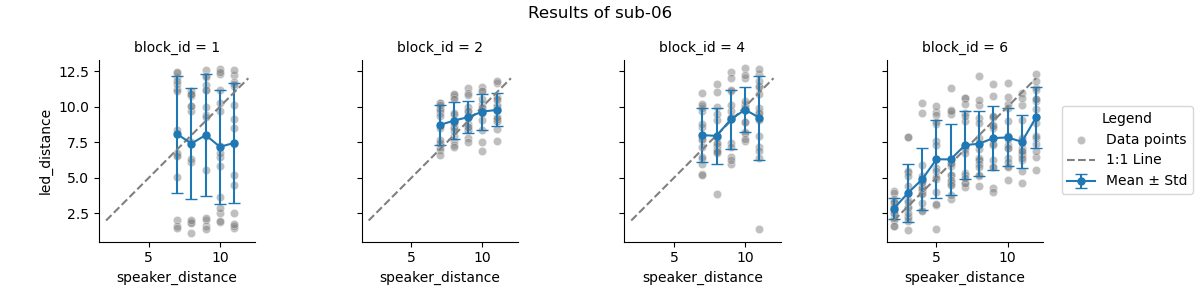 Results of sub-06
block_id = 1
block_id = 2
block_id = 4
block_id = 6
12.5
10.0
7.5
5.0
2.5
led_distance
5 10
5 10
5 10
5 10
speaker_distance
speaker_distance
speaker_distance
speaker_distance
Legend
Data points
1:1 Line
Mean ± Std